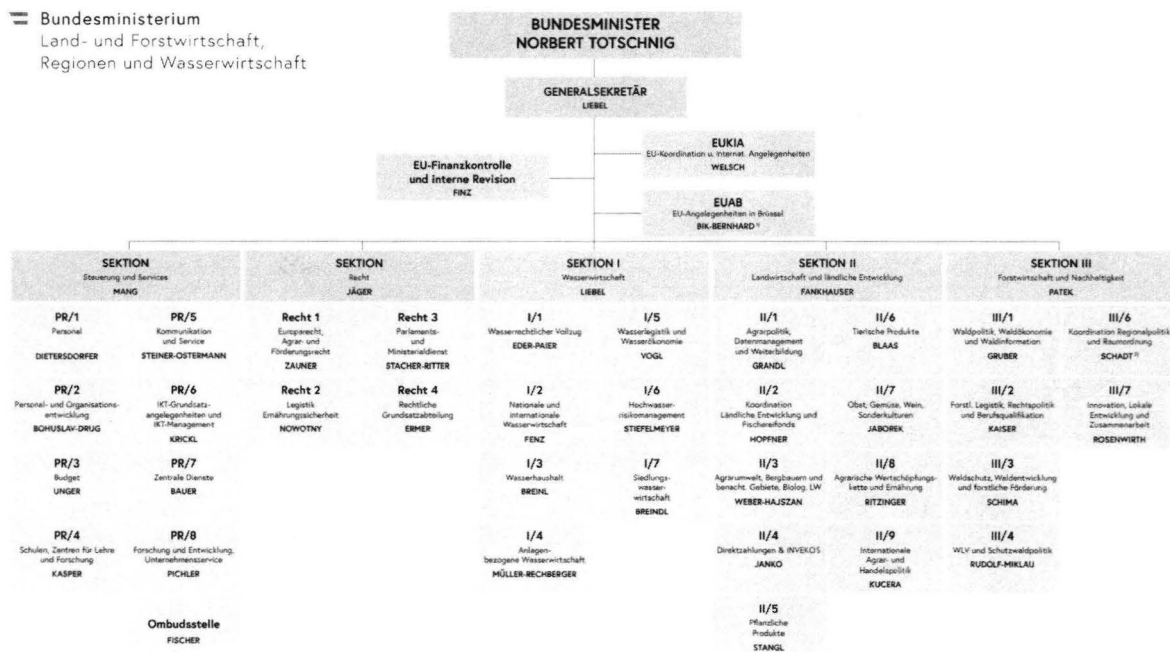 Bundesministerium
Land- und Forstwirtschaft,
Regionen und Wasserwirtschaft
BUNDESMINISTER
NORBERT TOTSCHNIG
GENERALSEKRETÄR
LIEBEL
EU-Finanzkontrolle
und interne Revision
FINZ
EUKIA
EU-Koordination u. Internat. Angelegenheiten
WELSCH
EUAB
EU-Angelegenheiten in Brüssel
BIK-BERNHARD
SEKTION
Steuerung und Services
MANG
PR/1
Personal
DIETERSDORFER
PR/2
Personal- und Organisations-
entwicklung
BOHUSLAV-DRUG
PR/3
Budget
UNGER
PR/4
Schulen, Zentren für Lehre
und Forschung
KASPER
PR/5
Kommunikation
und Service
STEINER-OSTERMANN
PR/6
IKT-Grundsatz-
angelegenheiten und
IKT-Management
KRICKL
PR/7
Zentrale Dienste
BAUER
PR/8
Forschung und Entwicklung,
Unternehmensservice
PICHLER
Ombudsstelle
FISCHER
SEKTION
Recht
JÄGER
Recht 1
Europarecht,
Agrar- und
Förderungsrecht
ZAUNER
Recht 2
Legistik
Ernährungssicherheit
NOWOTNY
Recht 3
Parlaments-
und
Ministerialdienst
STACHER-RITTER
Recht 4
Rechtliche
Grundsatzabteilung
ERMER
SEKTION I
Wasserwirtschaft
LIEBEL
I/1
Wasserrechtlicher Vollzug
EDER-PAIER
I/2
Nationale und
internationale
Wasserwirtschaft
FENZ
I/3
Wasserhaushalt
BREINL
I/4
Anlagen-
bezogene Wasserwirtschaft
MÜLLER-RECHBERGER
I/5
Wasserlegistik und
Wasserökonomie
VOGL
I/6
Hochwasser-
risikomanagement
STIEFELMEYER
I/7
Siedlungs-
wasser-
wirtschaft
BREINDL
SEKTION II
Landwirtschaft und ländliche Entwicklung
FANKHAUSER
II/1
Agrarpolitik,
Datenmanagement
und Weiterbildung
GRANDL
II/2
Koordination
Ländliche Entwicklung und
Fischereifonds
HOPFNER
II/3
Agrarumwelt, Bergbauern und
benacht. Gebiete, Biolog. LW
WEBER-HAJSZAN
II/4
Direktzahlungen & INVEKOS
JANKO
II/5
Pflanzliche
Produkte
STANGL
II/6
Tierische Produkte
BLAAS
II/7
Obst, Gemüse, Wein,
Sonderkulturen
JABOREK
II/8
Agrarische Wertschöpfungs-
kette und Ernährung
RITZINGER
II/9
Internationale
Agrar- und
Handelspolitik
KUCERA
SEKTION III
Forstwirtschaft und Nachhaltigkeit
PATEK
III/1
Waldpolitik, Waldökonomie
und Waldinformation
GRUBER
III/2
Forstl. Legistik, Rechtspolitik
und Berufsqualifikation
KAISER
III/3
Waldschutz, Waldentwicklung
und forstliche Förderung
SCHIMA
III/4
WLV und Schutzwaldpolitik
RUDOLF-MIKLAU
III/6
Koordination Regionalpolitik
und Raumordnung
SCHADT
III/7
Innovation, Lokale
Entwicklung und
Zusammenarbeit
ROSENWIRTH